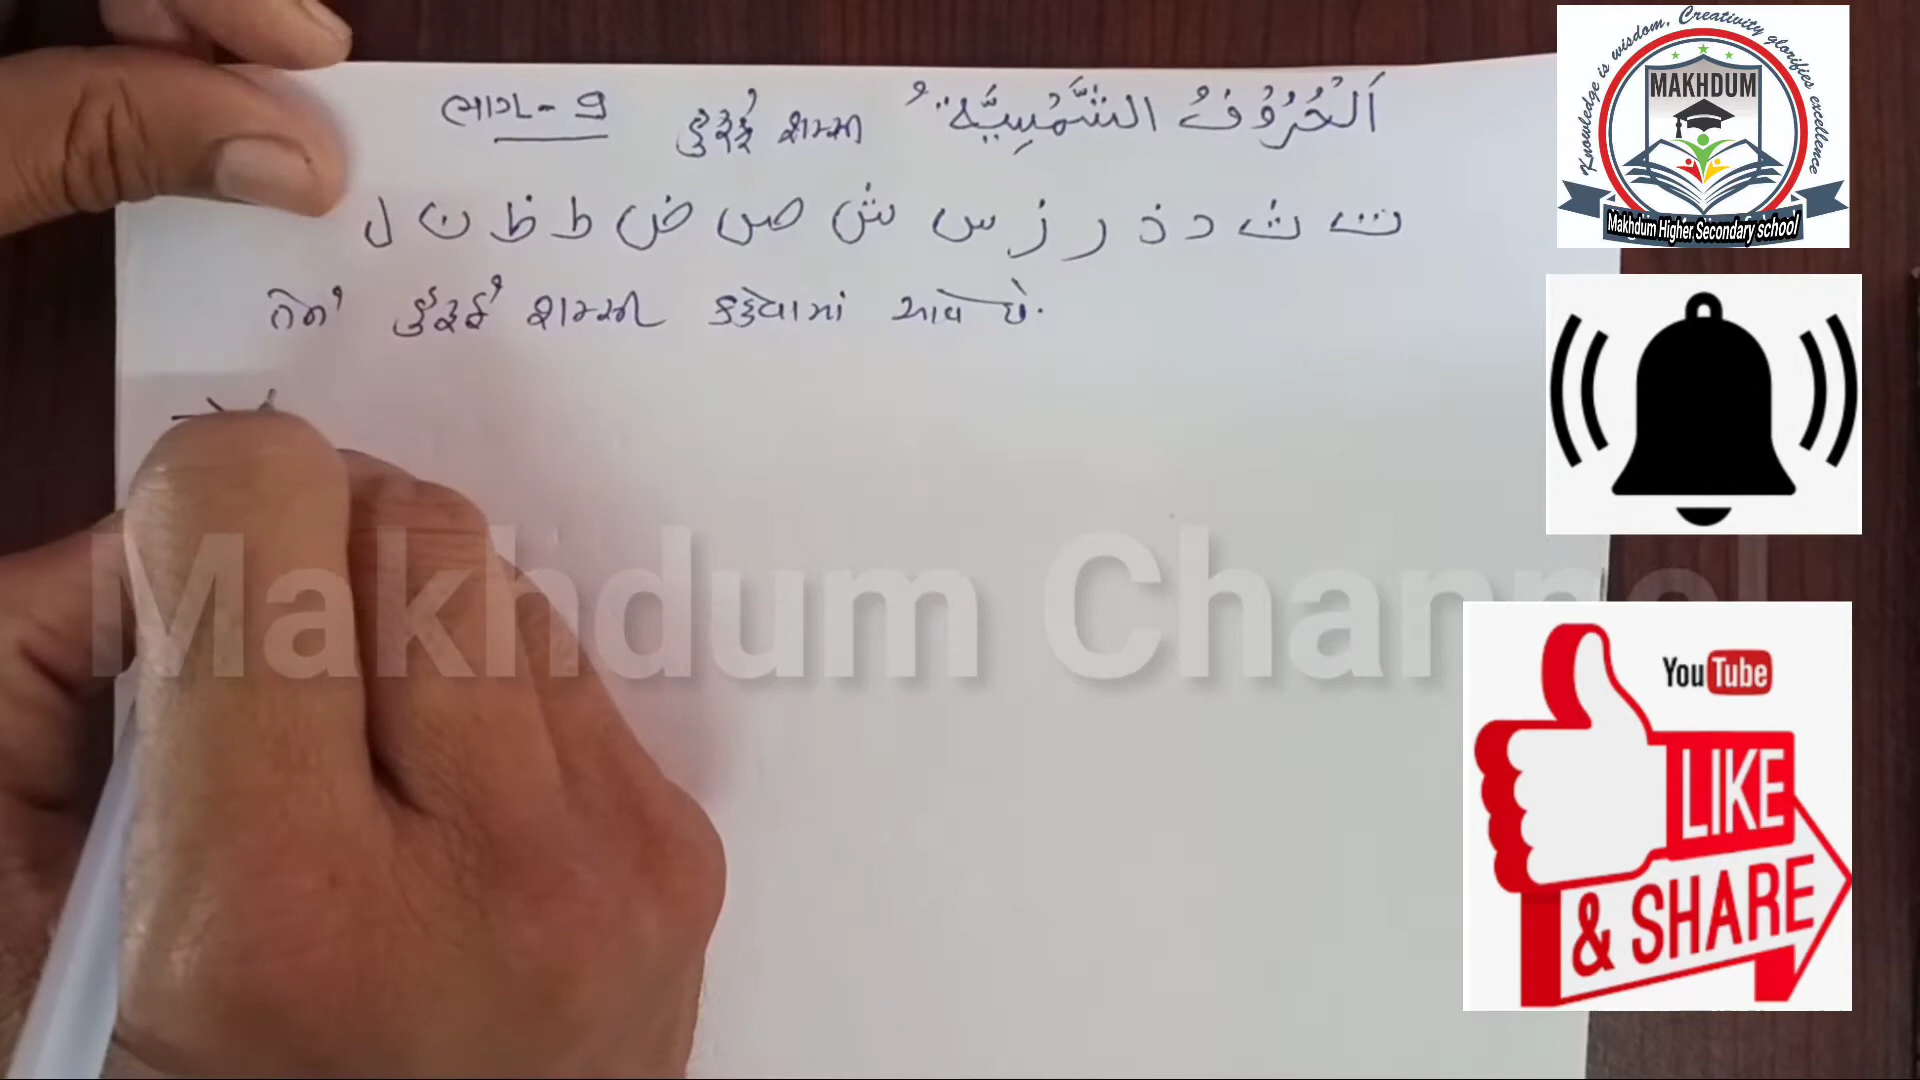 ભાગ - ૭ હુરૂફે શમ્સી اَلْحُرُوْفُ الشَّمْسِيَّةُ
ت ث د ذ ر ز س ش ص ض ط ظ ن ل
તેને હુરૂફે શમ્સી કહેવામાં આવે છે.
Knowledge is wisdom, Creativity glorifies excellence
MAKHDUM
Makhdum Higher Secondary school
Makhdum Channel
YouTube
LIKE
& SHARE